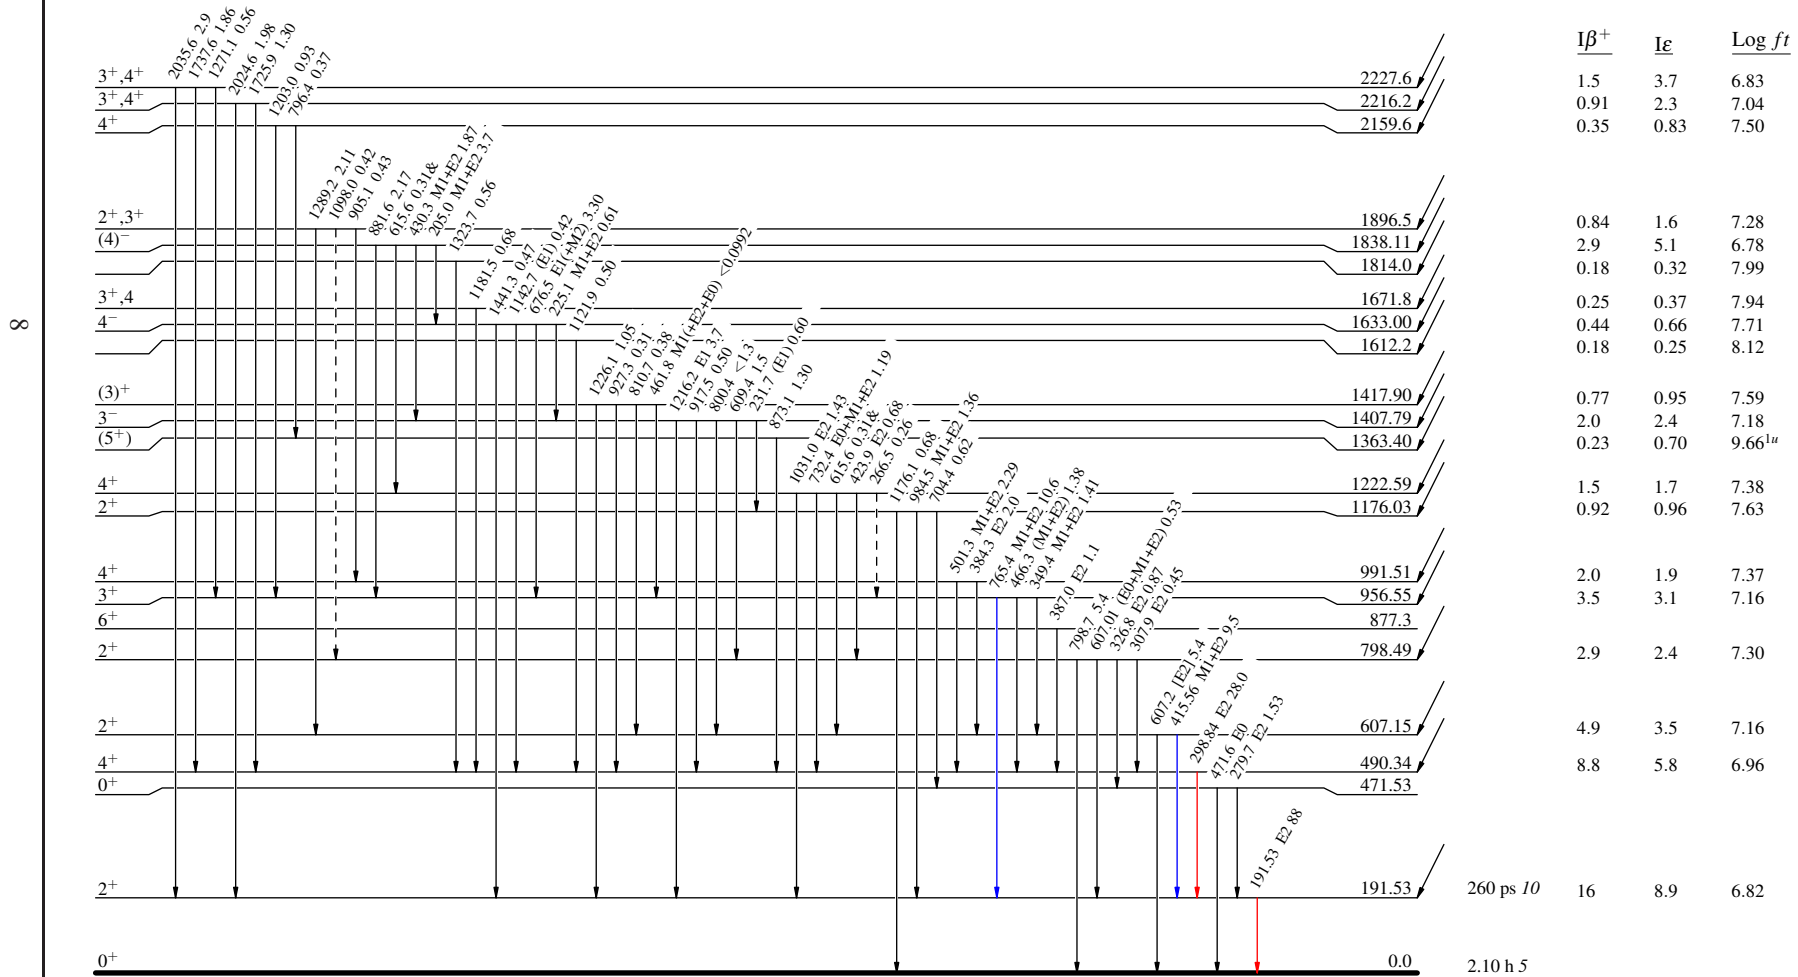 Iβ⁺ Iε Log ft
2035.6 2.9
1737.6 1.86
1271.1 0.56
2024.6 1.98
1725.9 1.30
1203.0 0.93
796.4 0.37
3⁺,4⁺ 2227.6 1.5 3.7 6.83
3⁺,4⁺ 2216.2 0.91 2.3 7.04
4⁺ 2159.6 0.35 0.83 7.50
1289.2 2.11
1098.0 0.42
905.1 0.43
881.6 2.17
615.6 0.31&
430.3 M1+E2 1.87
205.0 M1+E2 3.7
1323.7 0.56
2⁺,3⁺ 1896.5 0.84 1.6 7.28
(4)⁻ 1838.11 2.9 5.1 6.78
1814.0 0.18 0.32 7.99
1181.5 0.68
1441.3 0.47
1142.7 (E1) 0.42
676.5 E1(+M2) 3.30
225.1 M1+E2 0.61
1121.9 0.50
3⁺,4 1671.8 0.25 0.37 7.94
4⁻ 1633.00 0.44 0.66 7.71
1612.2 0.18 0.25 8.12
8
1226.1 1.05
927.3 0.31
810.7 0.38
461.8 M1(+E2+E0) <0.0992
1216.2 E1 3.7
917.5 0.50
800.4 <1.3
609.4 1.5
231.7 (E1) 0.60
873.1 1.30
(3)⁺ 1417.90 0.77 0.95 7.59
3⁻ 1407.79 2.0 2.4 7.18
(5⁺) 1363.40 0.23 0.70 9.66¹ᵘ
1031.0 E2 1.43
732.4 E0+M1+E2 1.19
615.6 0.31&
423.9 E2 0.68
266.5 0.26
1176.1 0.68
984.5 M1+E2 1.36
704.4 0.62
4⁺ 1222.59 1.5 1.7 7.38
2⁺ 1176.03 0.92 0.96 7.63
501.3 M1+E2 2.29
384.3 E2 2.0
765.4 M1+E2 10.6
466.3 (M1+E2) 1.38
349.4 M1+E2 1.41
387.0 E2 1.1
4⁺ 991.51 2.0 1.9 7.37
3⁺ 956.55 3.5 3.1 7.16
6⁺ 877.3
798.7 5.4
607.01 (E0+M1+E2) 0.53
326.8 E2 0.87
307.9 E2 0.45
2⁺ 798.49 2.9 2.4 7.30
607.2 [E2] 5.4
415.56 M1+E2 9.5
2⁺ 607.15 4.9 3.5 7.16
298.84 E2 28.0
4⁺ 490.34 8.8 5.8 6.96
471.6 E0
279.7 E2 1.53
0⁺ 471.53
191.53 E2 88
2⁺ 191.53 260 ps 10 16 8.9 6.82
0⁺ 0.0 2.10 h 5